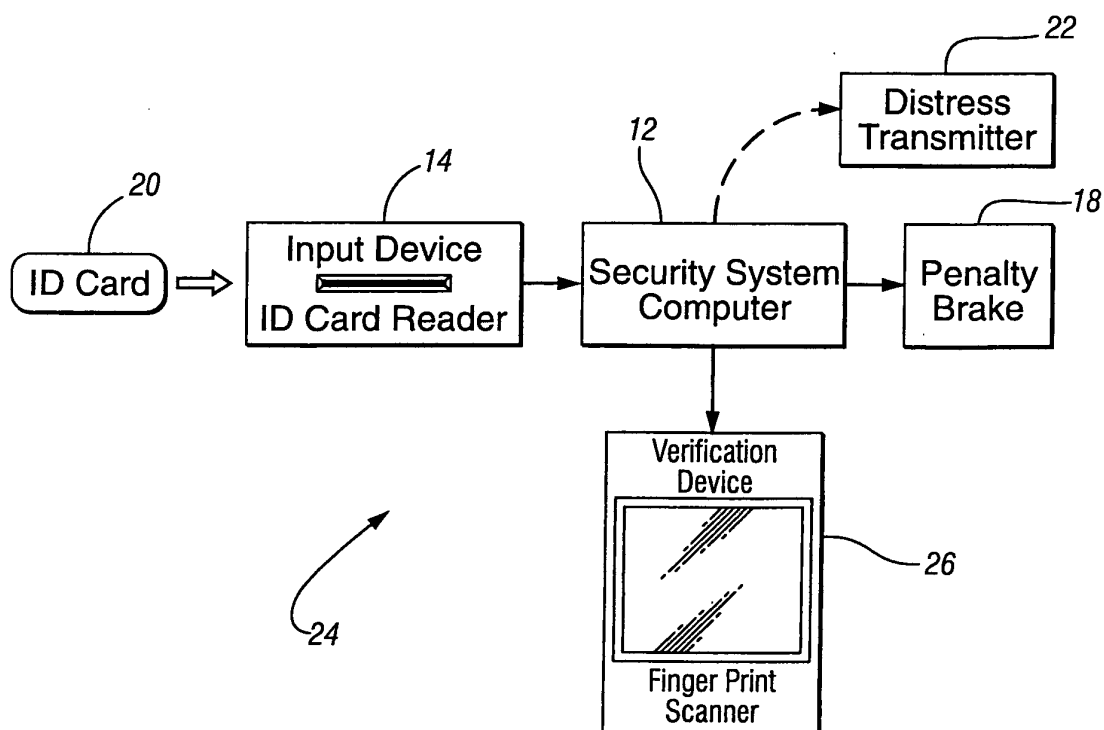 22
Distress
Transmitter
12
14
20
18
ID Card
Input Device
ID Card Reader
Security System
Computer
Penalty
Brake
Verification
Device
26
24
Finger Print
Scanner